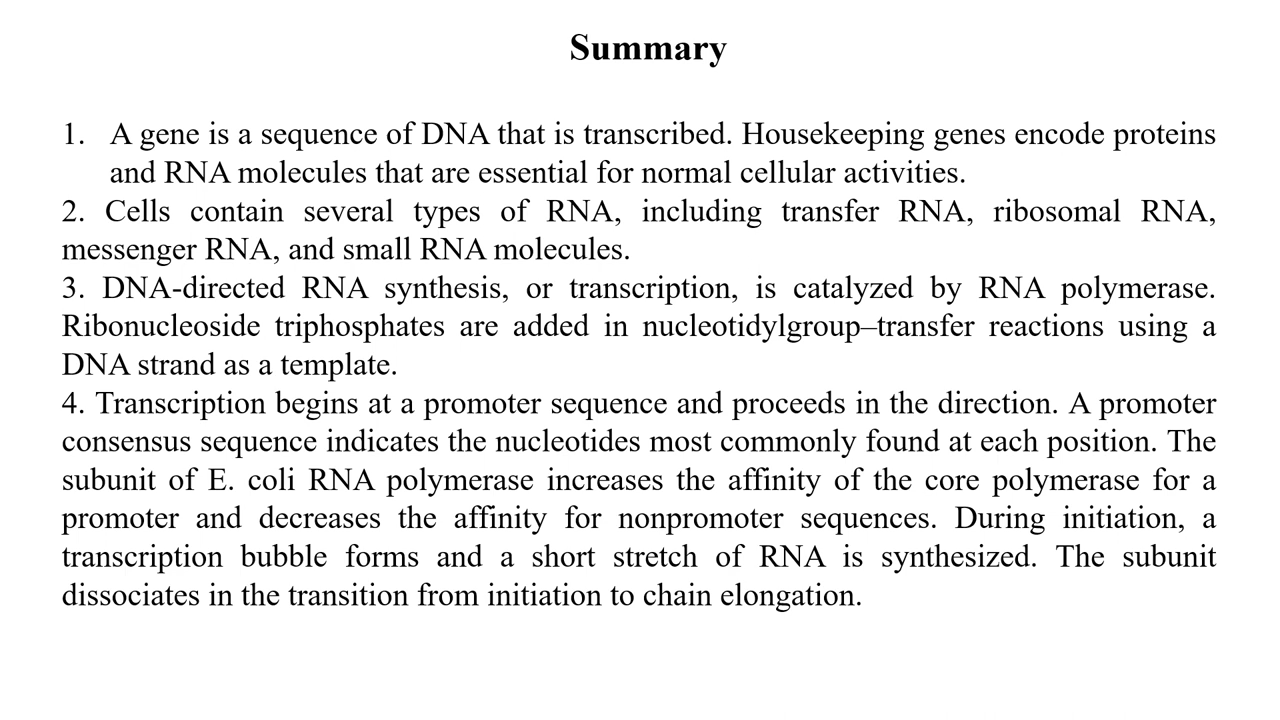 Summary
1. A gene is a sequence of DNA that is transcribed. Housekeeping genes encode proteins
and RNA molecules that are essential for normal cellular activities.
2. Cells contain several types of RNA, including transfer RNA, ribosomal RNA,
messenger RNA, and small RNA molecules.
3. DNA-directed RNA synthesis, or transcription, is catalyzed by RNA polymerase.
Ribonucleoside triphosphates are added in nucleotidylgroup–transfer reactions using a
DNA strand as a template.
4. Transcription begins at a promoter sequence and proceeds in the direction. A promoter
consensus sequence indicates the nucleotides most commonly found at each position. The
subunit of E. coli RNA polymerase increases the affinity of the core polymerase for a
promoter and decreases the affinity for nonpromoter sequences. During initiation, a
transcription bubble forms and a short stretch of RNA is synthesized. The subunit
dissociates in the transition from initiation to chain elongation.